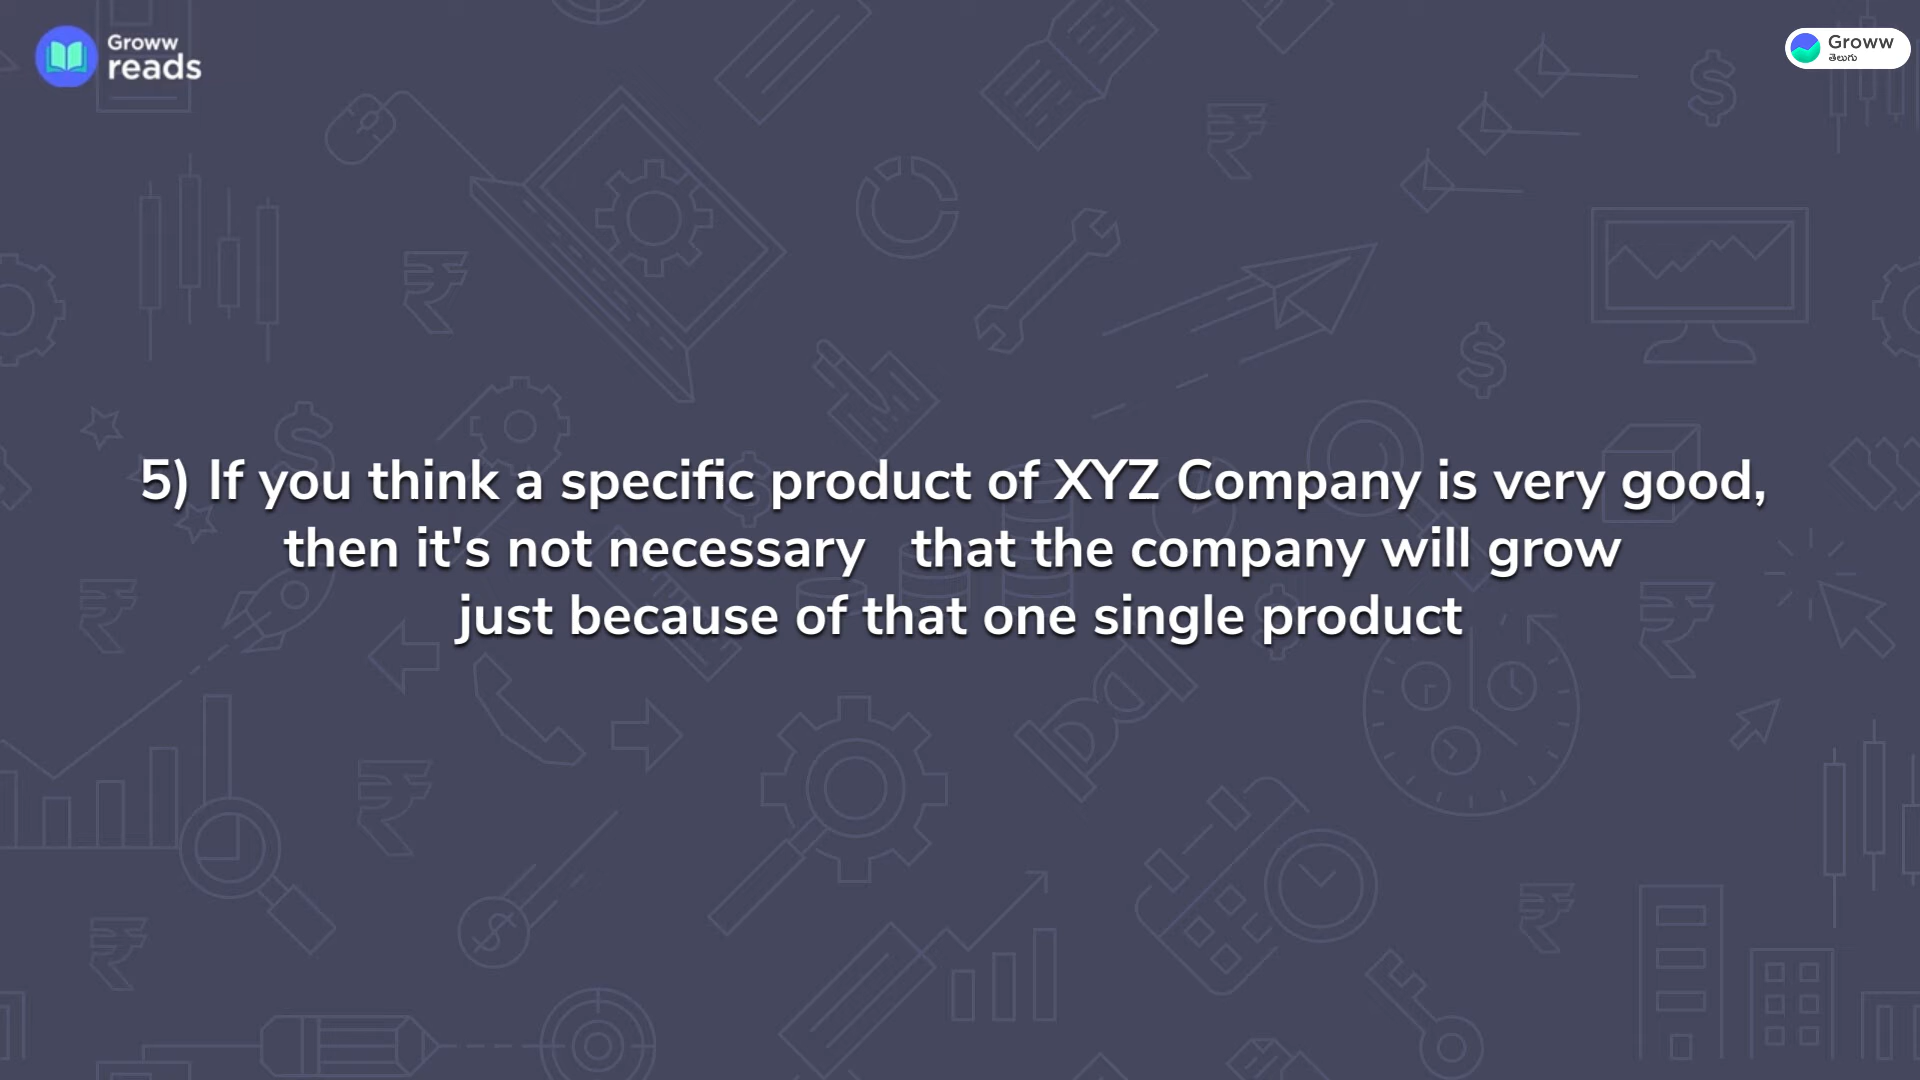 Groww
reads
Groww
తెలుగు
5) If you think a specific product of XYZ Company is very good,
then it's not necessary that the company will grow
just because of that one single product